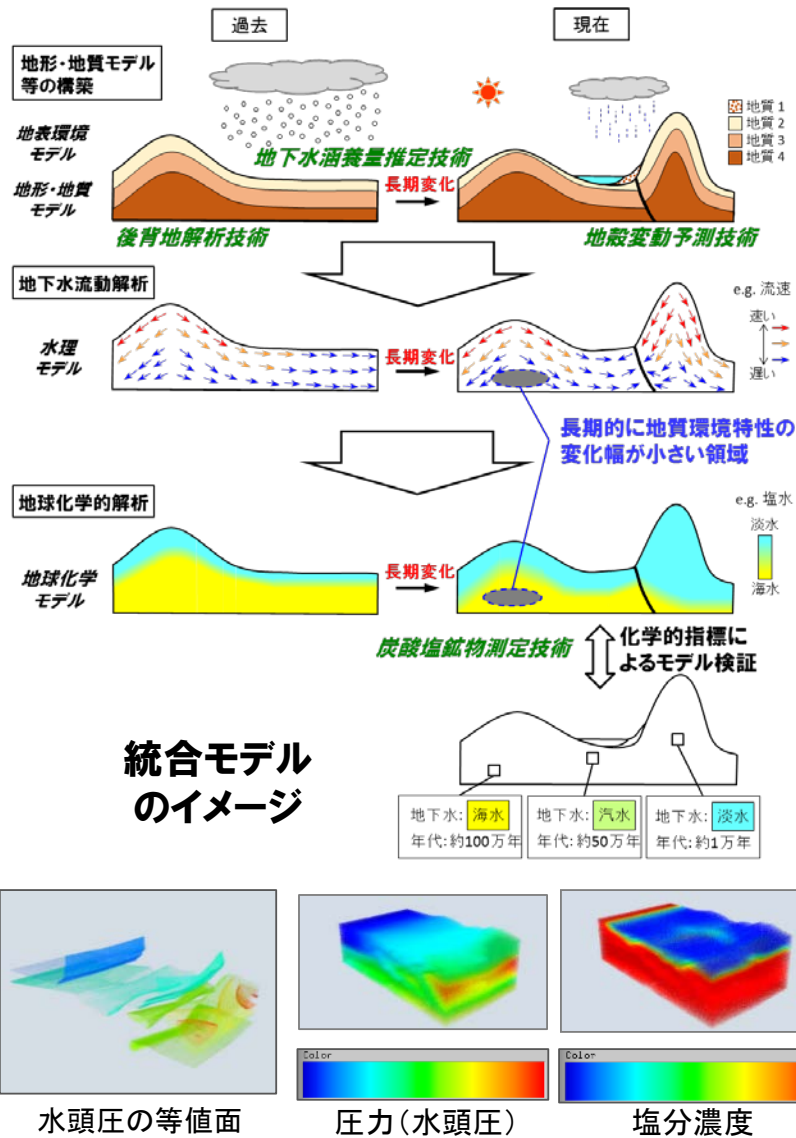 過去
現在
地形・地質モデル
等の構築
地質1
地質2
地質3
地質4
地表環境
モデル
地下水涵養量推定技術
地形・地質
モデル
長期変化
後背地解析技術
地殻変動予測技術
地下水流動解析
e.g. 流速
速い
遅い
水理
モデル
長期変化
長期的に地質環境特性の
変化幅が小さい領域
地球化学的解析
e.g. 塩水
淡水
海水
地球化学
モデル
長期変化
炭酸塩鉱物測定技術
化学的指標に
よるモデル検証
統合モデル
のイメージ
地下水: 海水
年代:約100万年
地下水: 汽水
年代:約50万年
地下水: 淡水
年代:約1万年
Color
Color
水頭圧の等値面
圧力(水頭圧)
塩分濃度